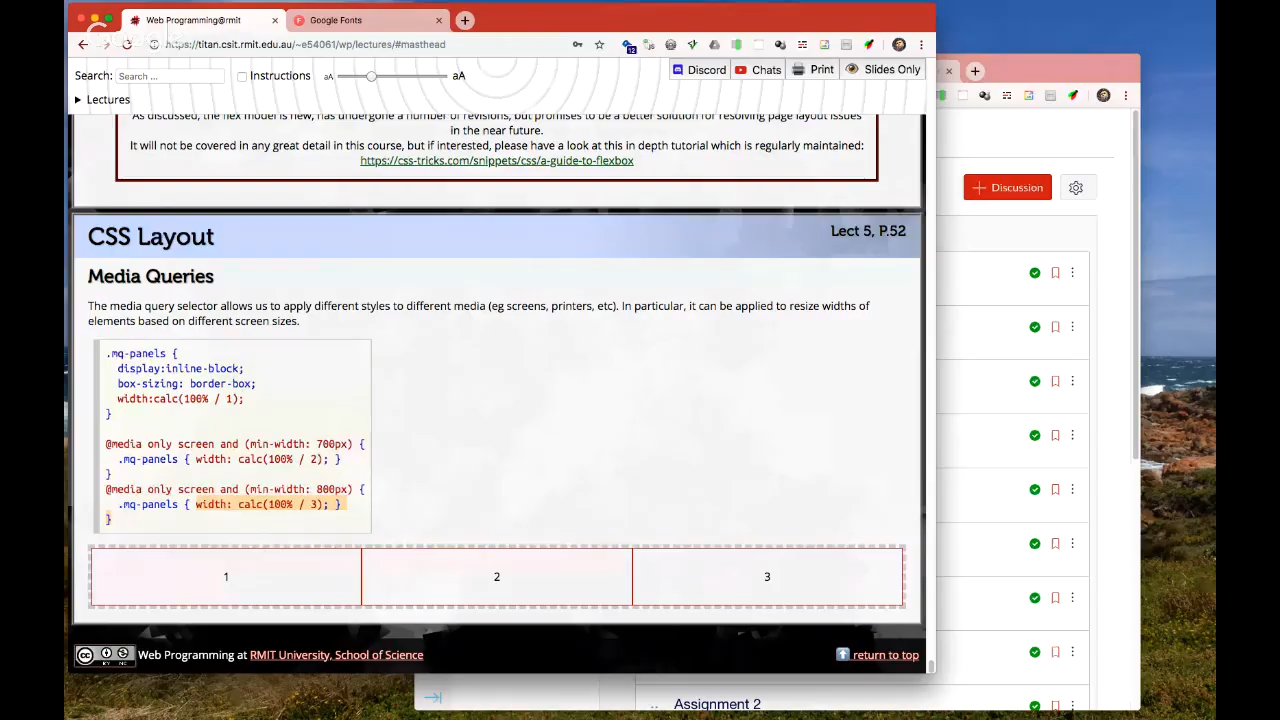 Web Programming@rmit
Google Fonts
https://titan.csit.rmit.edu.au/~e54061/wp/lectures/#masthead
12
Search: Search ... Instructions aA aA
Discord Chats Print Slides Only
▶ Lectures
As discussed, the flex model is new, has undergone a number of revisions, but promises to be a better solution for resolving page layout issues
in the near future.
It will not be covered in any great detail in this course, but if interested, please have a look at this in depth tutorial which is regularly maintained:
https://css-tricks.com/snippets/css/a-guide-to-flexbox
Discussion
CSS Layout
Lect 5, P.52
Media Queries
The media query selector allows us to apply different styles to different media (eg screens, printers, etc). In particular, it can be applied to resize widths of
elements based on different screen sizes.
.mq-panels {
display:inline-block;
box-sizing: border-box;
width:calc(100% / 1);
}
@media only screen and (min-width: 700px) {
.mq-panels { width: calc(100% / 2); }
}
@media only screen and (min-width: 800px) {
.mq-panels { width: calc(100% / 3); }
}
1 2 3
Web Programming at RMIT University, School of Science
return to top
BY NC
Assignment 2